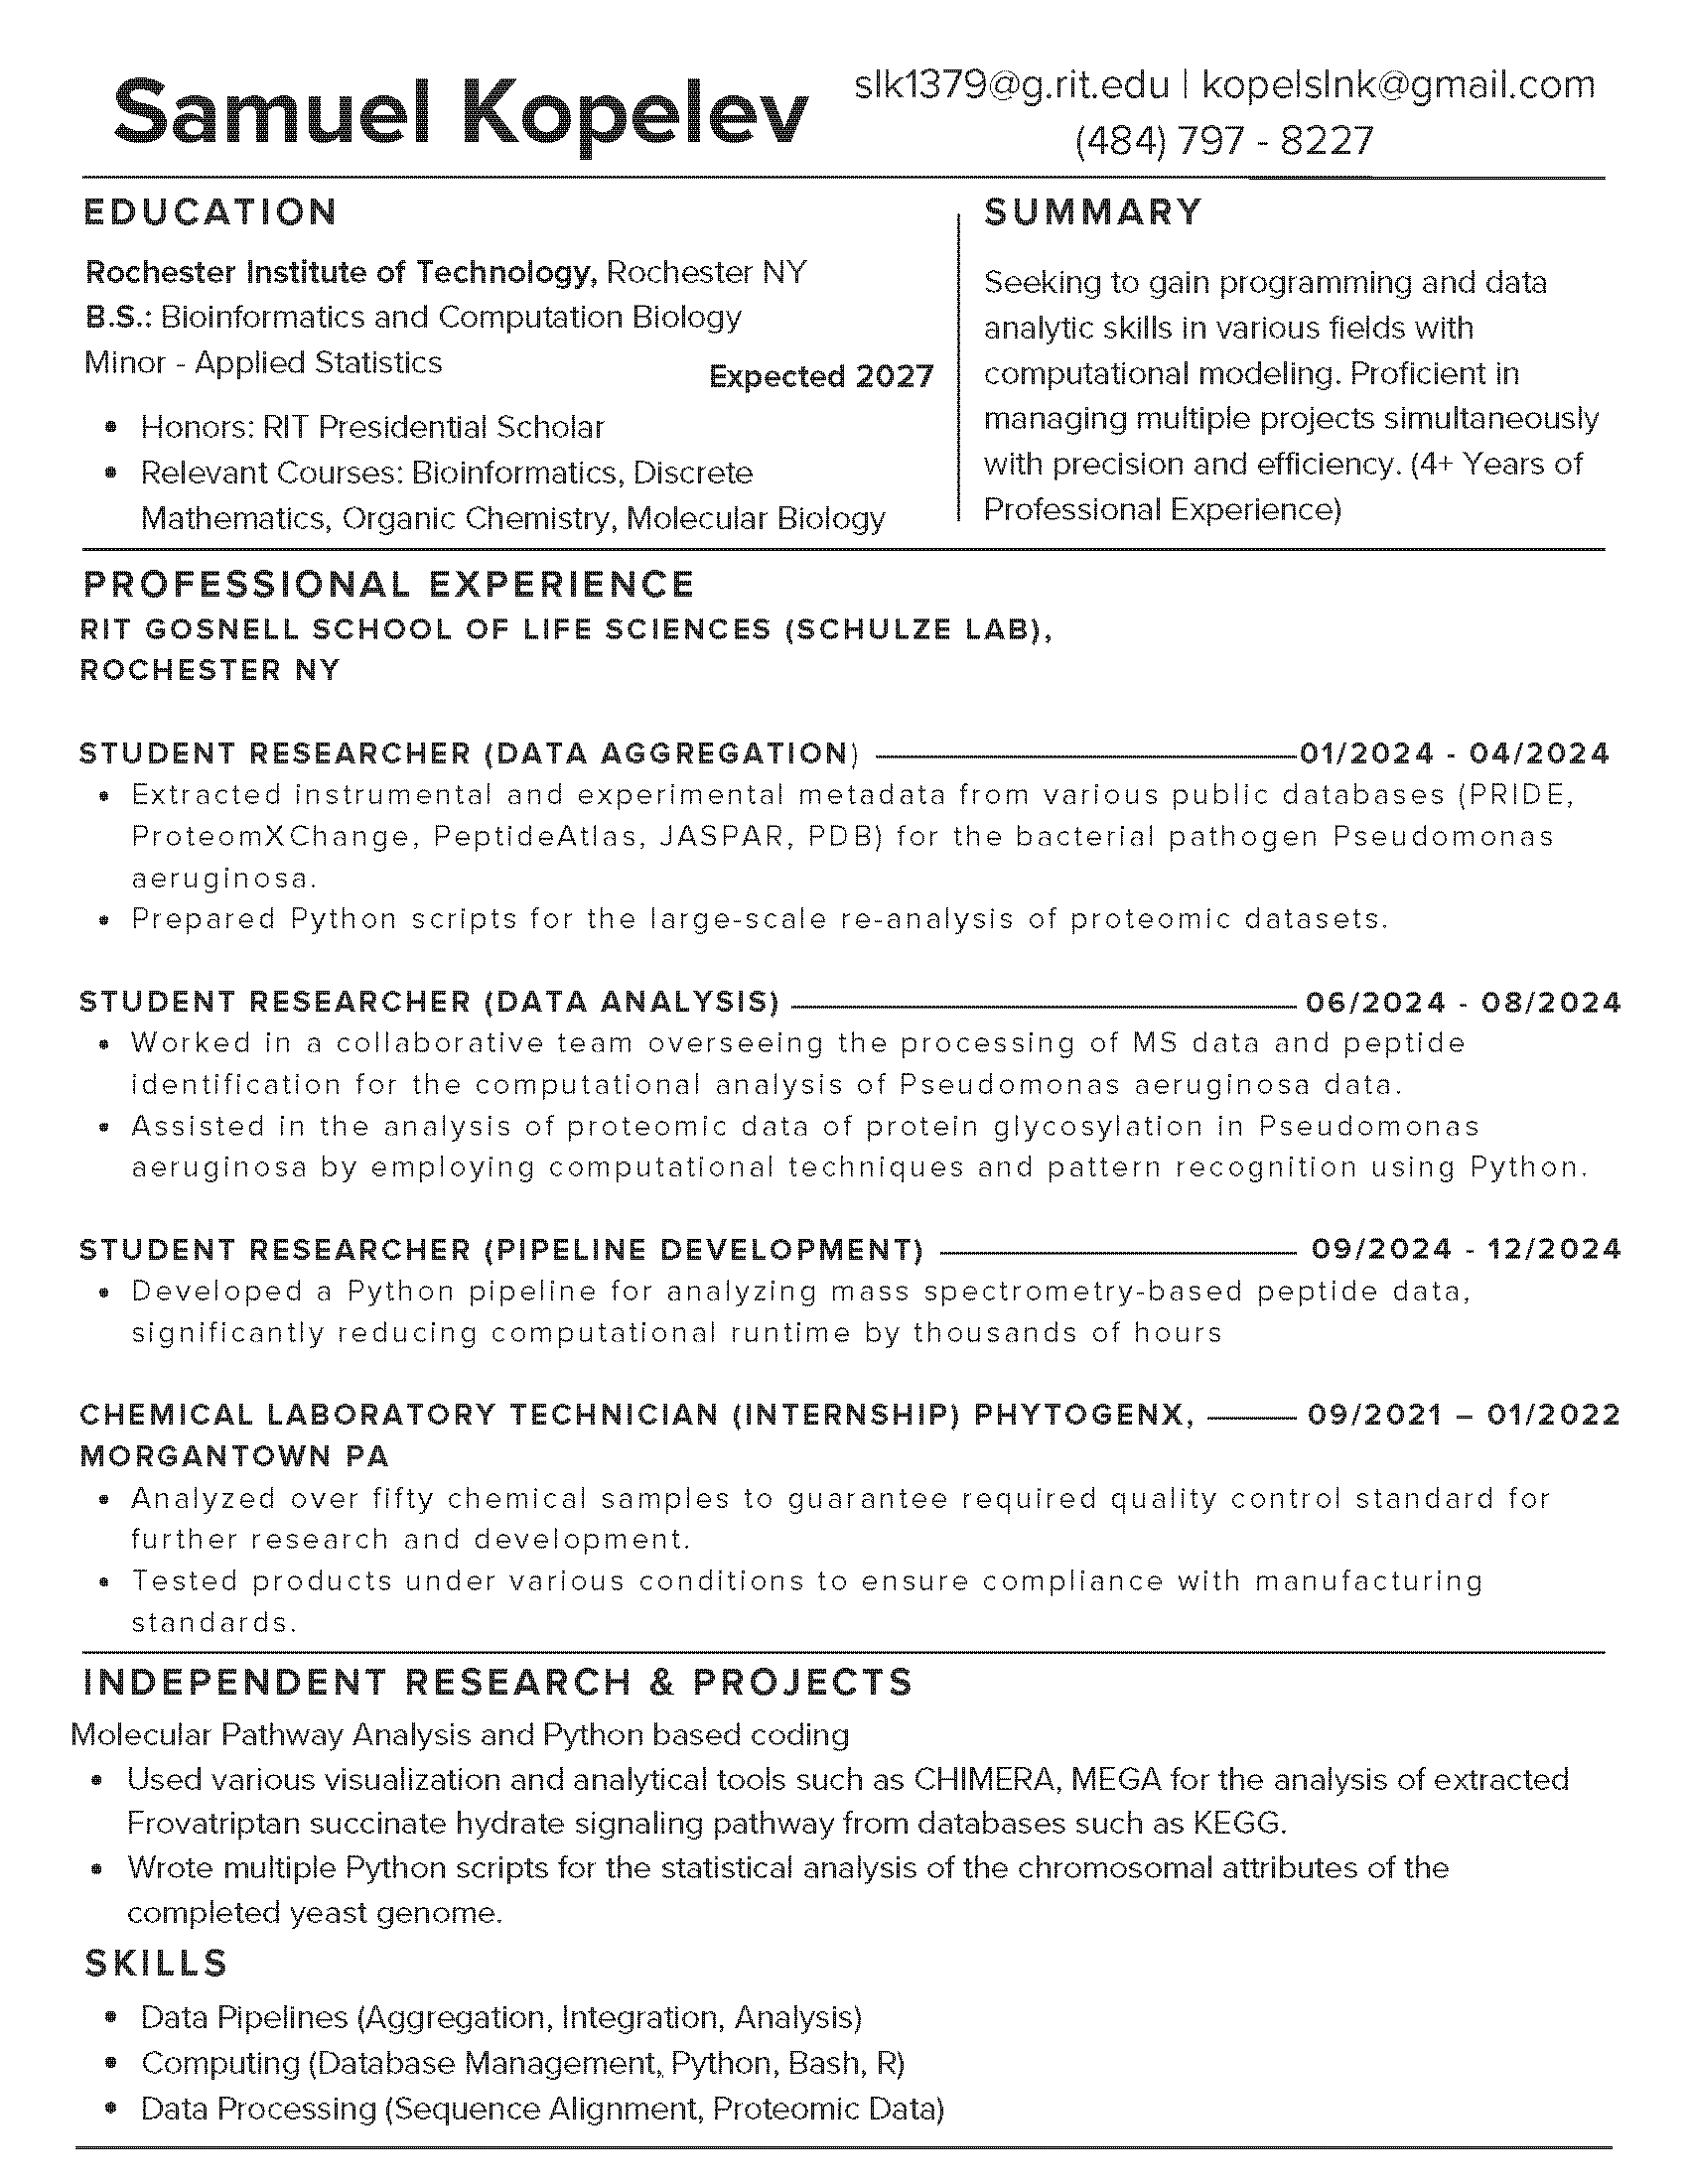 Samuel Kopelev
slk1379@g.rit.edu | kopelslnk@gmail.com
(484) 797 - 8227
EDUCATION
Rochester Institute of Technology, Rochester NY
B.S.: Bioinformatics and Computation Biology
Minor - Applied Statistics
Expected 2027
• Honors: RIT Presidential Scholar
• Relevant Courses: Bioinformatics, Discrete
Mathematics, Organic Chemistry, Molecular Biology
SUMMARY
Seeking to gain programming and data
analytic skills in various fields with
computational modeling. Proficient in
managing multiple projects simultaneously
with precision and efficiency. (4+ Years of
Professional Experience)
PROFESSIONAL EXPERIENCE
RIT GOSNELL SCHOOL OF LIFE SCIENCES (SCHULZE LAB),
ROCHESTER NY
STUDENT RESEARCHER (DATA AGGREGATION) 01/2024 - 04/2024
• Extracted instrumental and experimental metadata from various public databases (PRIDE,
ProteomXChange, PeptideAtlas, JASPAR, PDB) for the bacterial pathogen Pseudomonas
aeruginosa.
• Prepared Python scripts for the large-scale re-analysis of proteomic datasets.
STUDENT RESEARCHER (DATA ANALYSIS) 06/2024 - 08/2024
• Worked in a collaborative team overseeing the processing of MS data and peptide
identification for the computational analysis of Pseudomonas aeruginosa data.
• Assisted in the analysis of proteomic data of protein glycosylation in Pseudomonas
aeruginosa by employing computational techniques and pattern recognition using Python.
STUDENT RESEARCHER (PIPELINE DEVELOPMENT) 09/2024 - 12/2024
• Developed a Python pipeline for analyzing mass spectrometry-based peptide data,
significantly reducing computational runtime by thousands of hours
CHEMICAL LABORATORY TECHNICIAN (INTERNSHIP) PHYTOGENX, 09/2021 – 01/2022
MORGANTOWN PA
• Analyzed over fifty chemical samples to guarantee required quality control standard for
further research and development.
• Tested products under various conditions to ensure compliance with manufacturing
standards.
INDEPENDENT RESEARCH & PROJECTS
Molecular Pathway Analysis and Python based coding
• Used various visualization and analytical tools such as CHIMERA, MEGA for the analysis of extracted
Frovatriptan succinate hydrate signaling pathway from databases such as KEGG.
• Wrote multiple Python scripts for the statistical analysis of the chromosomal attributes of the
completed yeast genome.
SKILLS
• Data Pipelines (Aggregation, Integration, Analysis)
• Computing (Database Management, Python, Bash, R)
• Data Processing (Sequence Alignment, Proteomic Data)